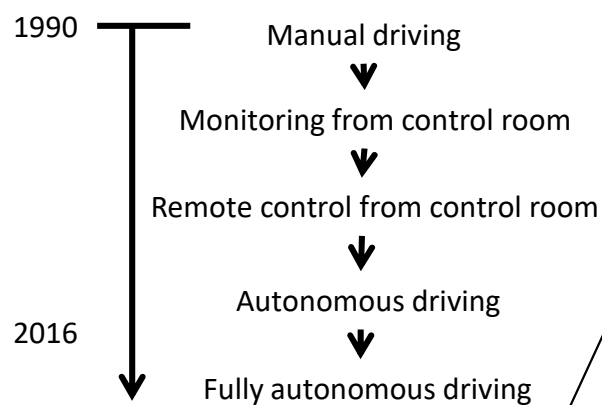 1990
Manual driving
Monitoring from control room
Remote control from control room
Autonomous driving
2016
Fully autonomous driving